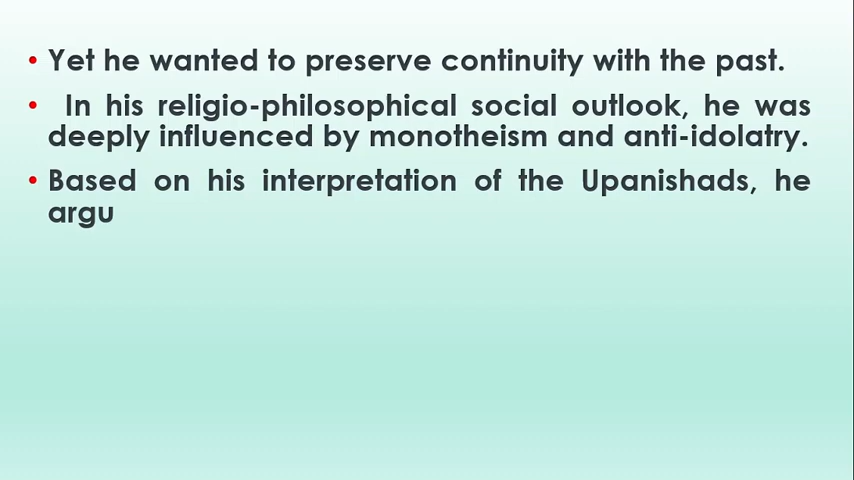 • Yet he wanted to preserve continuity with the past.
• In his religio-philosophical social outlook, he was
deeply influenced by monotheism and anti-idolatry.
• Based on his interpretation of the Upanishads, he
argu